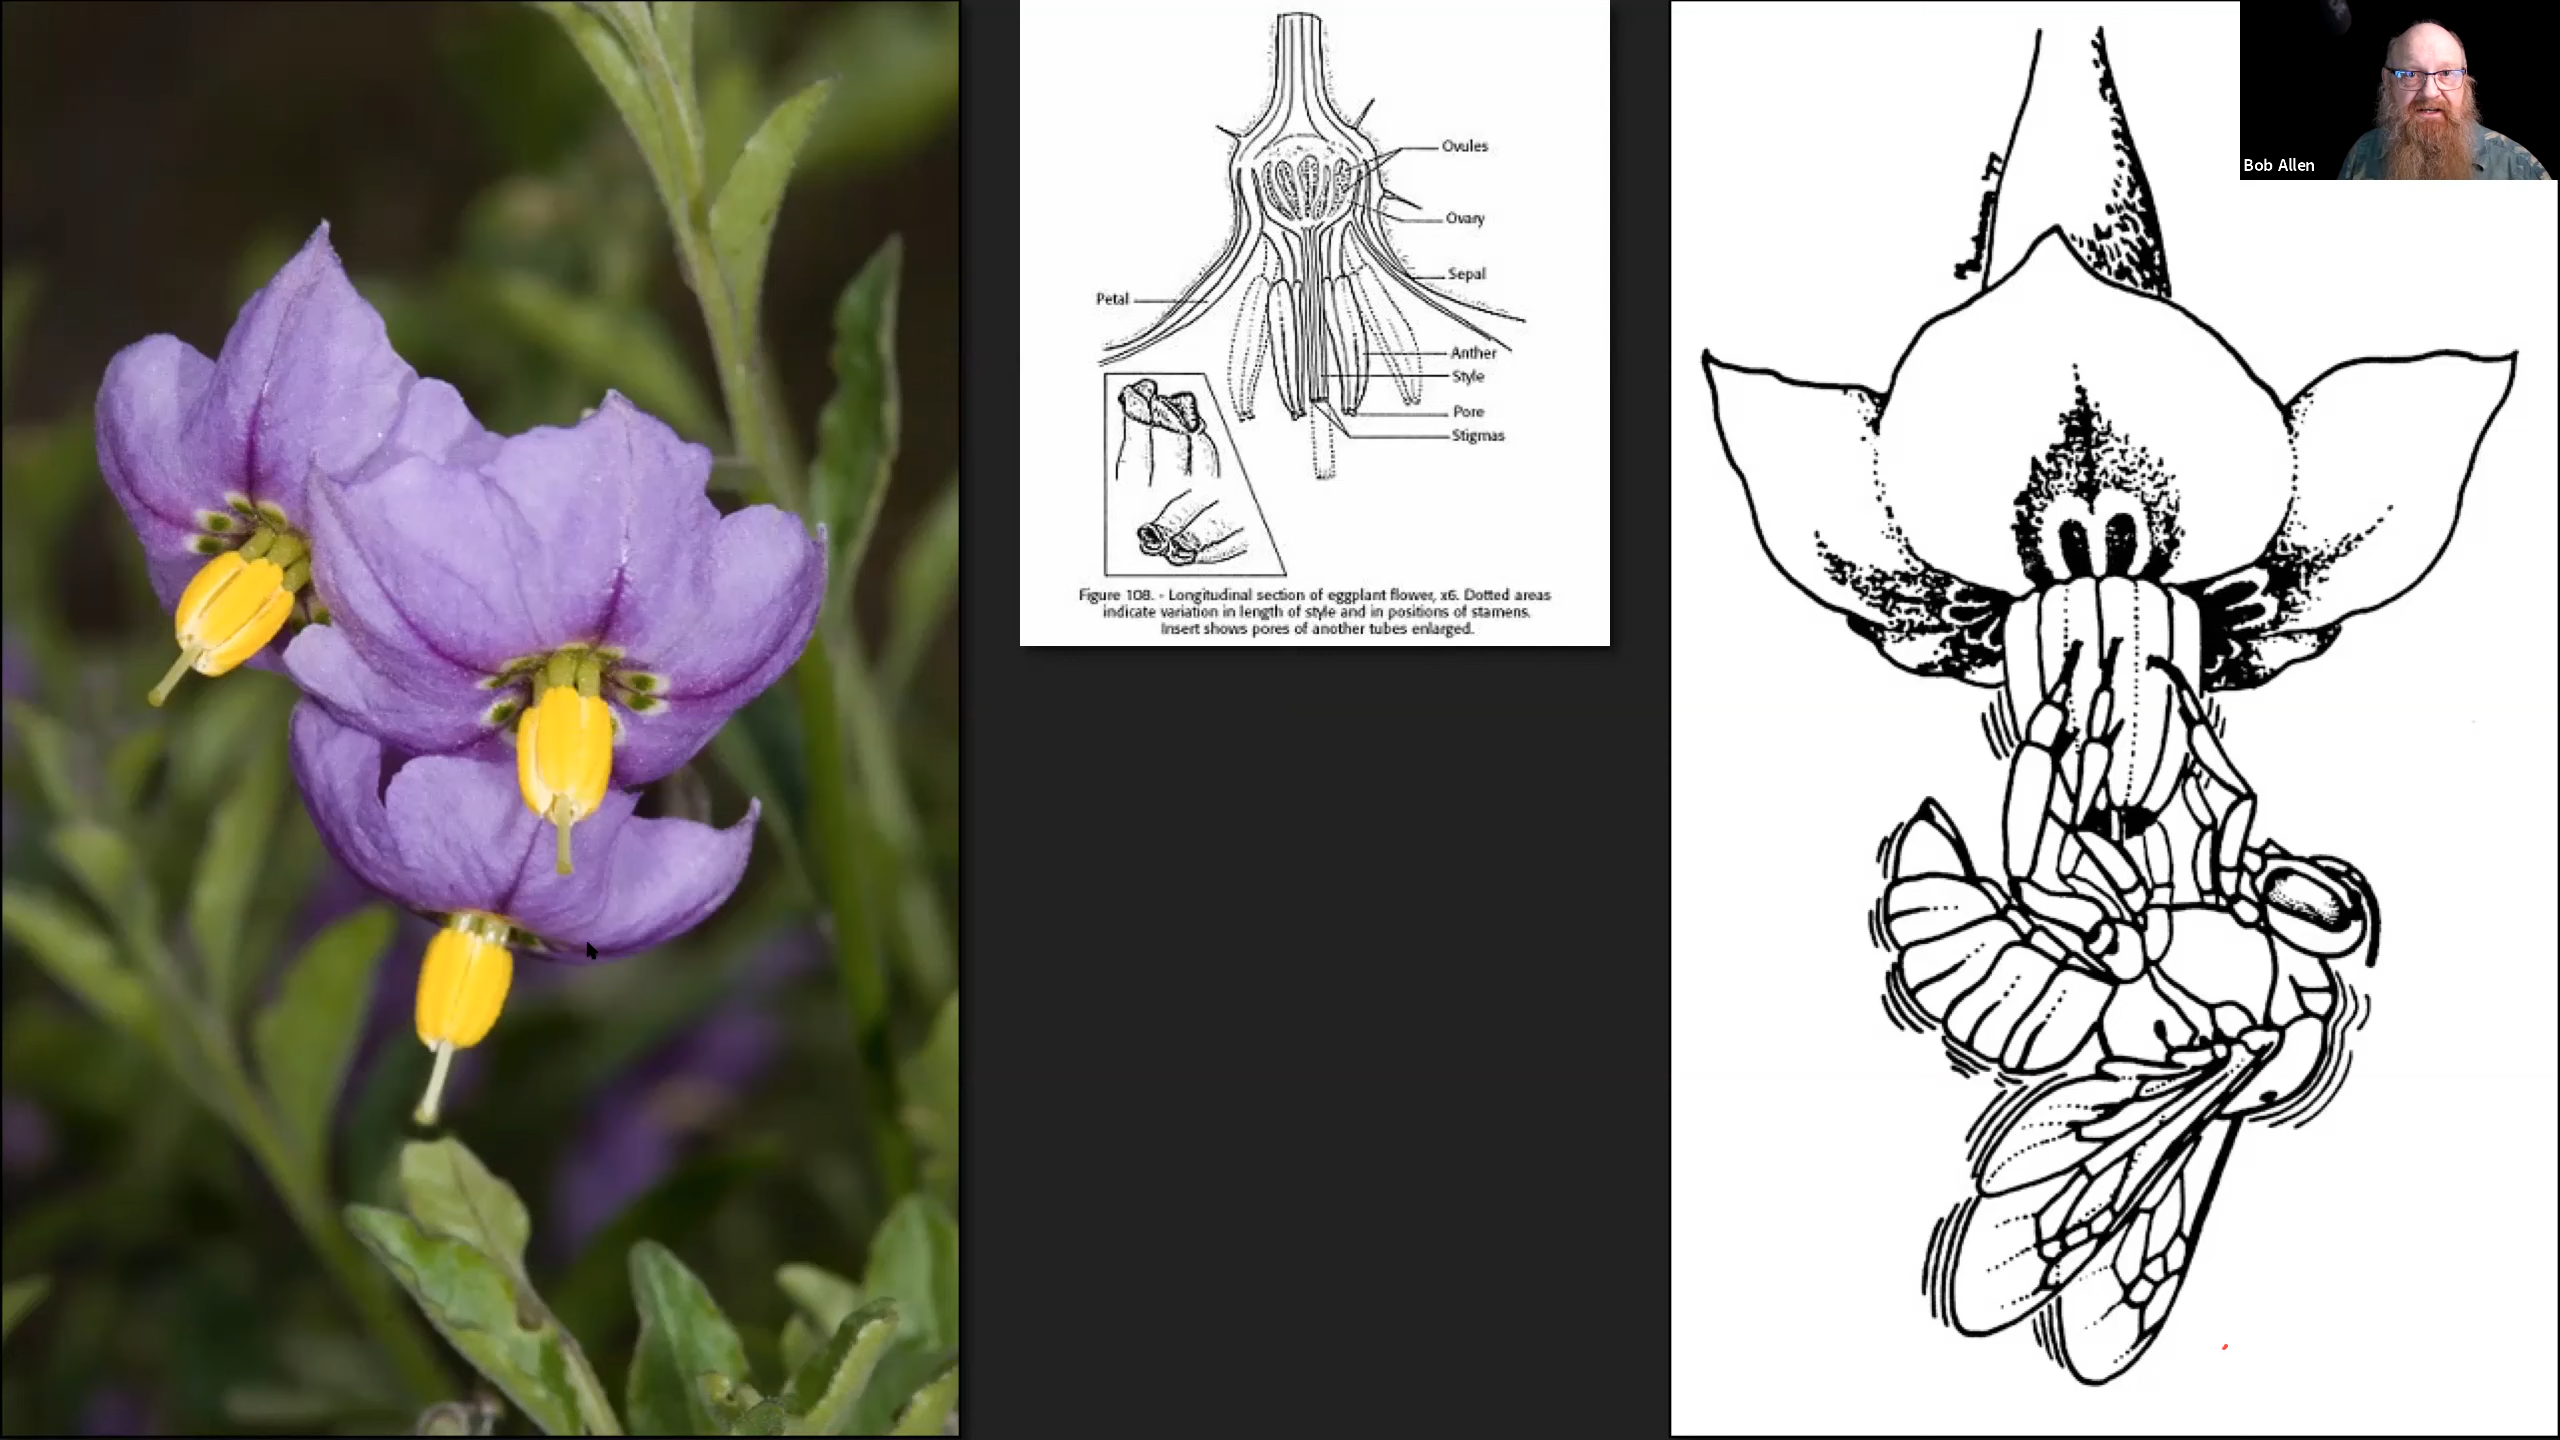 Ovules
Ovary
Sepal
Petal
Anther
Style
Pore
Stigmas
Figure 108. - Longitudinal section of eggplant flower, x6. Dotted areas
indicate variation in length of style and in positions of stamens.
Insert shows pores of another tubes enlarged.
Bob Allen